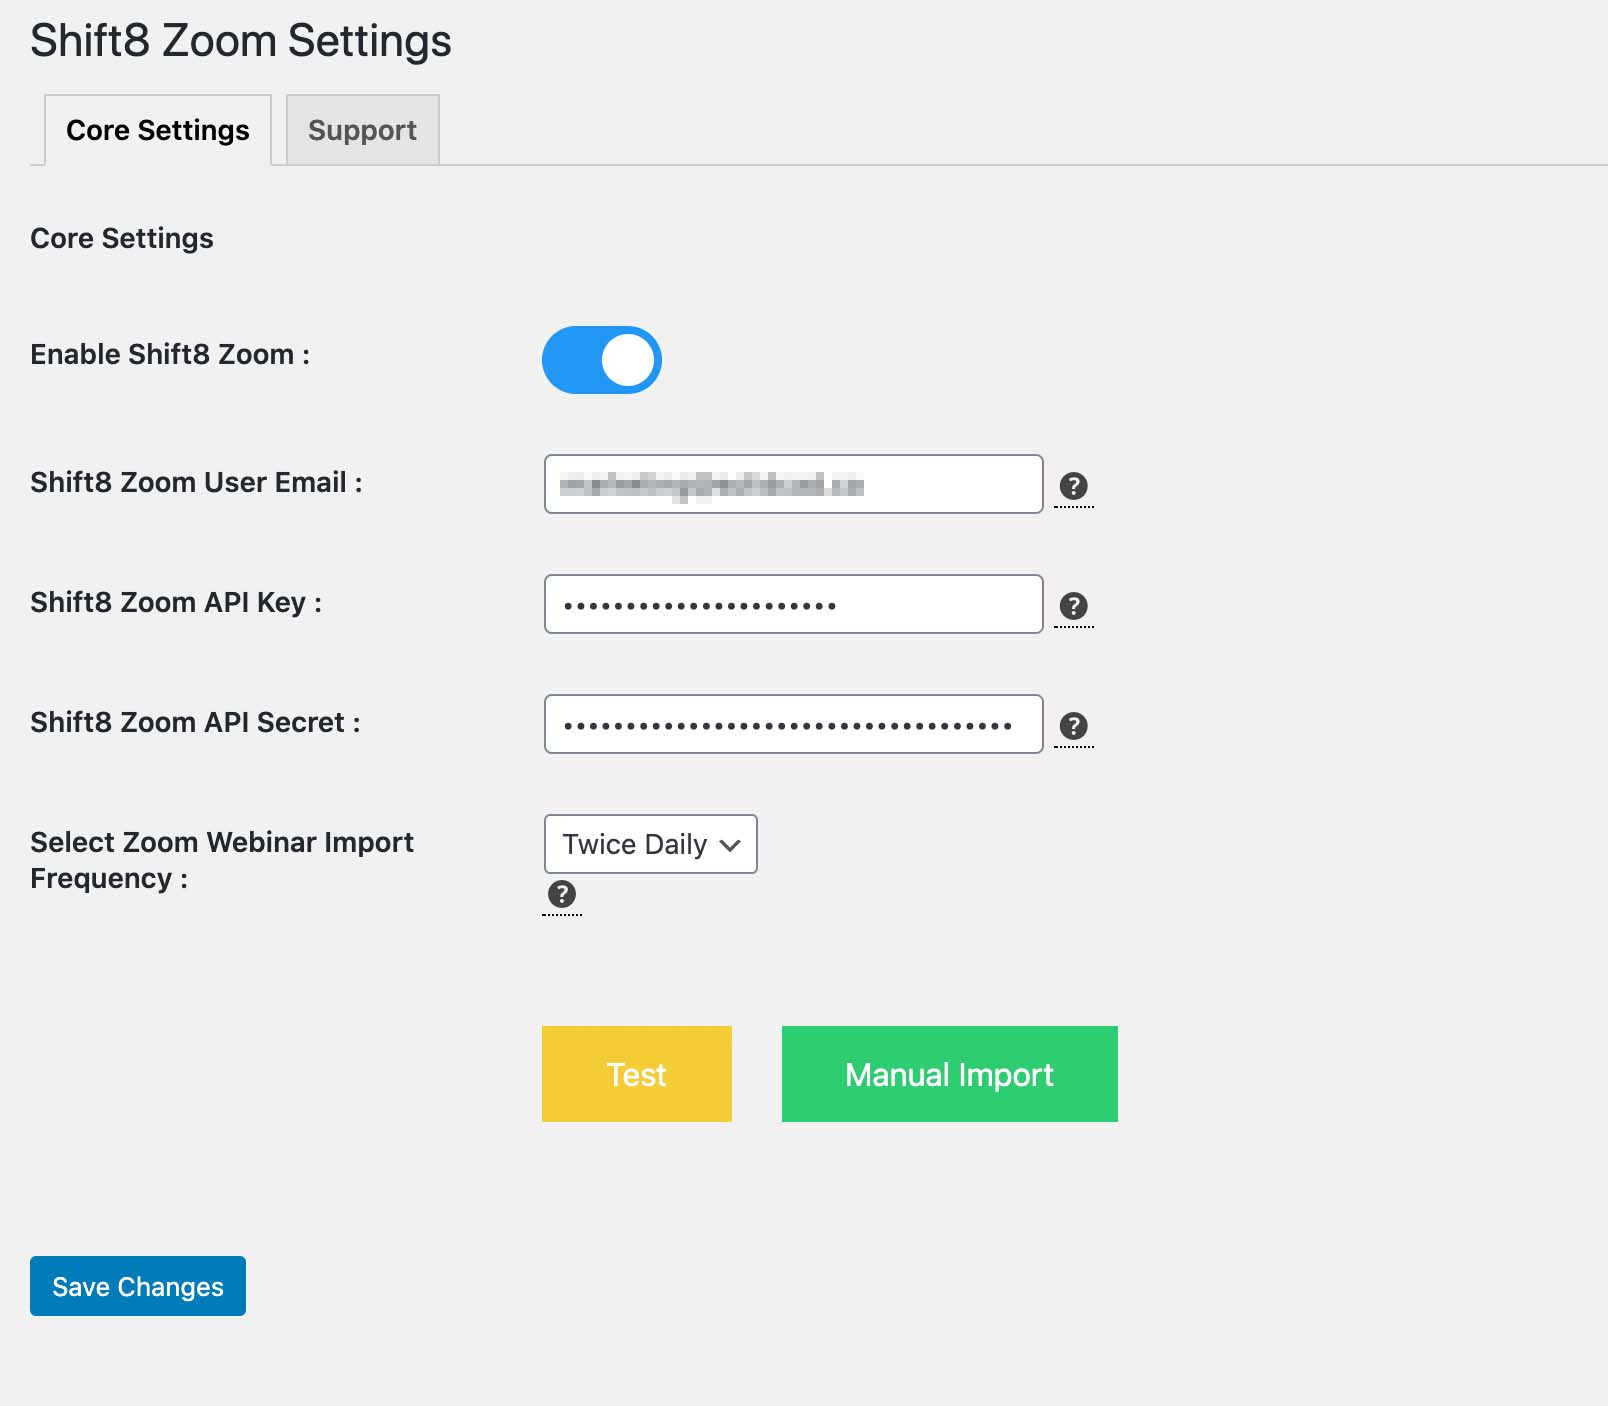 Shift8 Zoom Settings
Core Settings
Support
Core Settings
Enable Shift8 Zoom :
Shift8 Zoom User Email :
?
Shift8 Zoom API Key :
••••••••••••••••••••••
?
Shift8 Zoom API Secret :
••••••••••••••••••••••••••••••••••••
?
Select Zoom Webinar Import
Frequency :
Twice Daily
?
Test
Manual Import
Save Changes